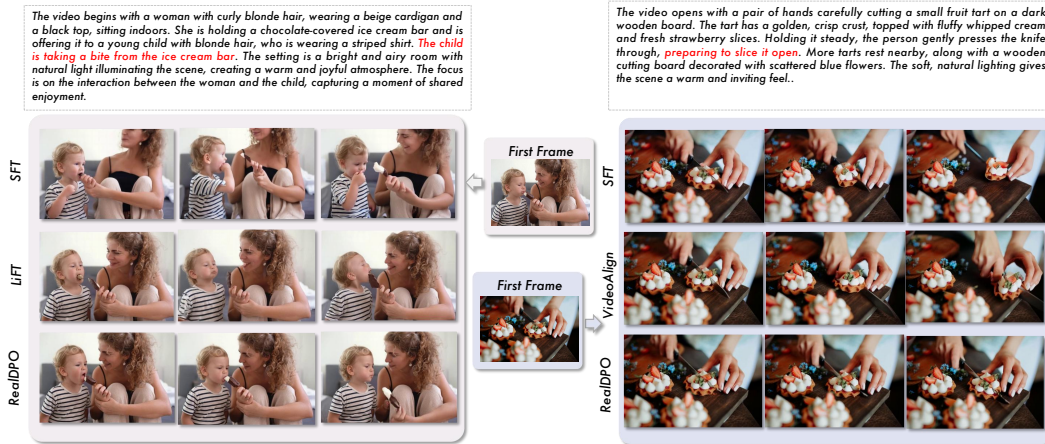 The video begins with a woman with curly blonde hair, wearing a beige cardigan and
a black top, sitting indoors. She is holding a chocolate-covered ice cream bar and is
offering it to a young child with blonde hair, who is wearing a striped shirt. The child
is taking a bite from the ice cream bar. The setting is a bright and airy room with
natural light illuminating the scene, creating a warm and joyful atmosphere. The focus
is on the interaction between the woman and the child, capturing a moment of shared
enjoyment.
The video opens with a pair of hands carefully cutting a small fruit tart on a dark
wooden board. The tart has a golden, crisp crust, topped with fluffy whipped cream
and fresh strawberry slices. Holding it steady, the person gently presses the knife
through, preparing to slice it open. More tarts rest nearby, along with a wooden
cutting board decorated with scattered blue flowers. The soft, natural lighting gives
the scene a warm and inviting feel..
SFT
LiFT
RealDPO
First Frame
First Frame
SFT
VideoAlign
RealDPO